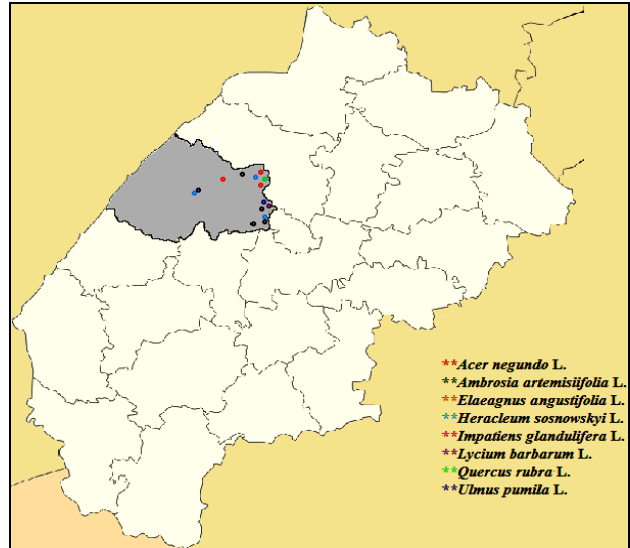 **Acer negundo L.
**Ambrosia artemisiifolia L.
**Elaeagnus angustifolia L.
**Heracleum sosnowskyi L.
**Impatiens glandulifera L.
**Lycium barbarum L.
**Quercus rubra L.
**Ulmus pumila L.